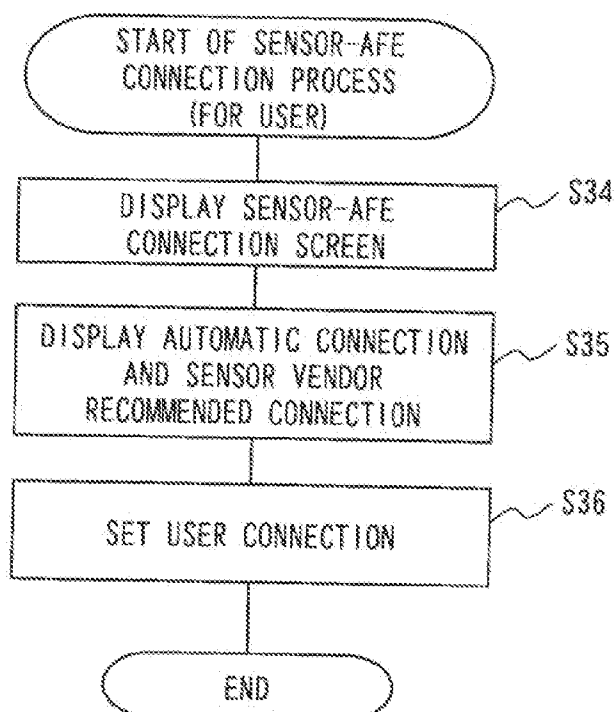 START OF SENSOR-AFE
CONNECTION PROCESS
(FOR USER)
DISPLAY SENSOR-AFE
CONNECTION SCREEN
S34
DISPLAY AUTOMATIC CONNECTION
AND SENSOR VENDOR
RECOMMENDED CONNECTION
S35
SET USER CONNECTION
S36
END